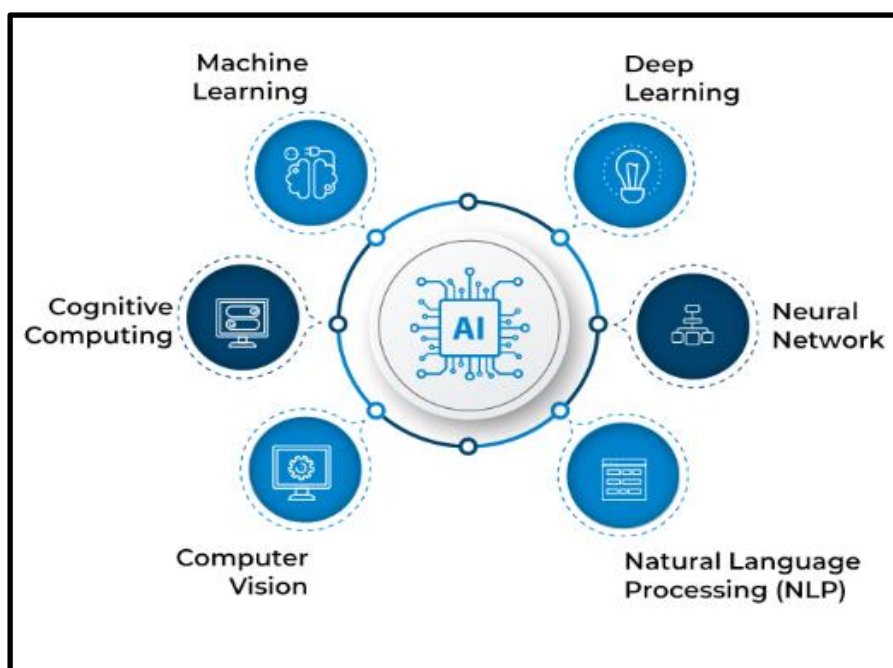 Machine
Learning
Deep
Learning
Cognitive
Computing
AI
Neural
Network
Computer
Vision
Natural Language
Processing (NLP)